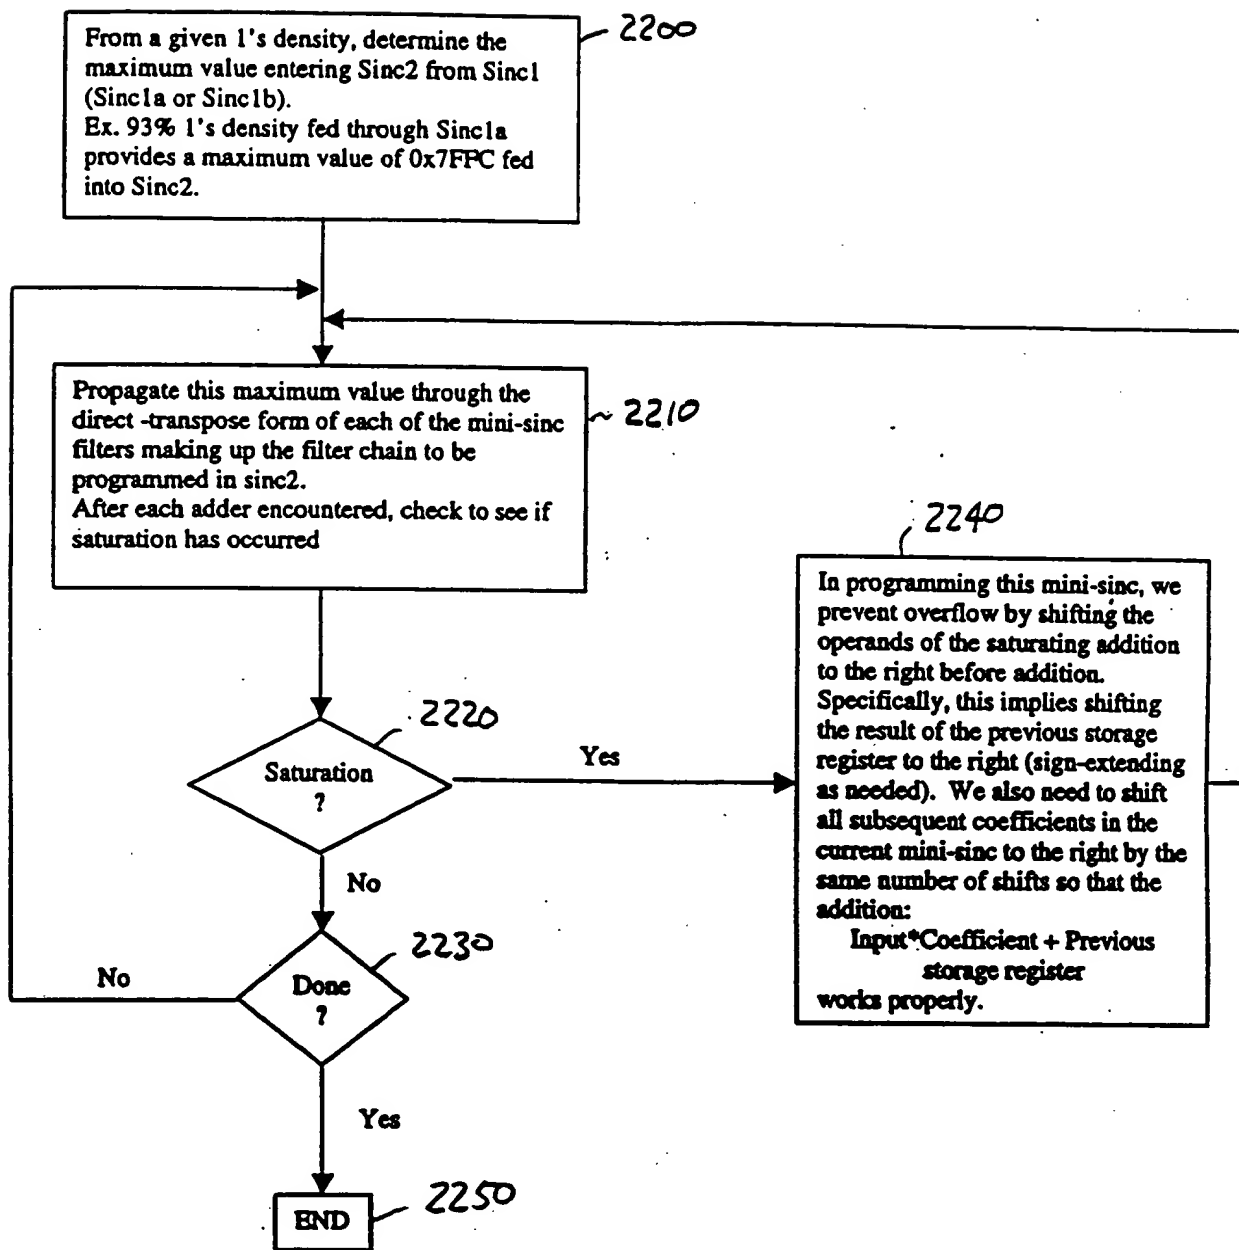 From a given 1's density, determine the
maximum value entering Sinc2 from Sinc1
(Sinc1a or Sinc1b).
Ex. 93% 1's density fed through Sinc1a
provides a maximum value of 0x7FPC fed
into Sinc2.
2200
Propagate this maximum value through the
direct -transpose form of each of the mini-sinc
filters making up the filter chain to be
programmed in sinc2.
After each adder encountered, check to see if
saturation has occurred
2210
2240
In programming this mini-sinc, we
prevent overflow by shifting the
operands of the saturating addition
to the right before addition.
Specifically, this implies shifting
the result of the previous storage
register to the right (sign-extending
as needed). We also need to shift
all subsequent coefficients in the
current mini-sinc to the right by the
same number of shifts so that the
addition:
Input*Coefficient + Previous
storage register
works properly.
2220
Saturation
?
Yes
No
2230
Done
?
No
Yes
END
2250